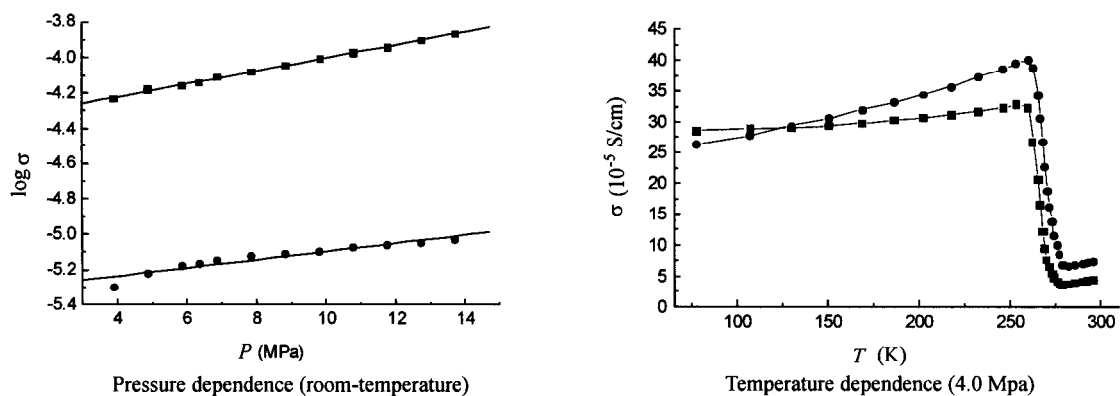 -3.8
-4.0
-4.2
-4.4
-4.6
-4.8
-5.0
-5.2
-5.4
log σ
4 6 8 10 12 14
P (MPa)
Pressure dependence (room-temperature)
45
40
35
30
25
20
15
10
5
0
σ (10⁻⁵ S/cm)
100 150 200 250 300
T (K)
Temperature dependence (4.0 Mpa)